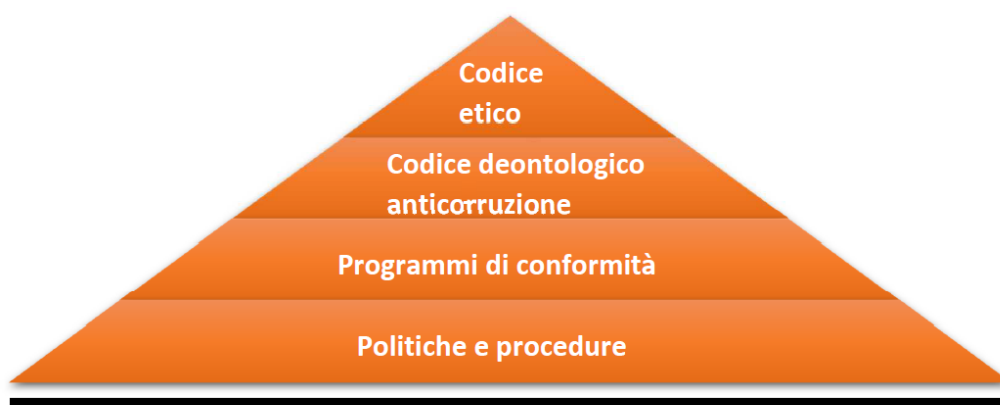 Codice
etico
Codice deontologico
anticorruzione
Programmi di conformità
Politiche e procedure